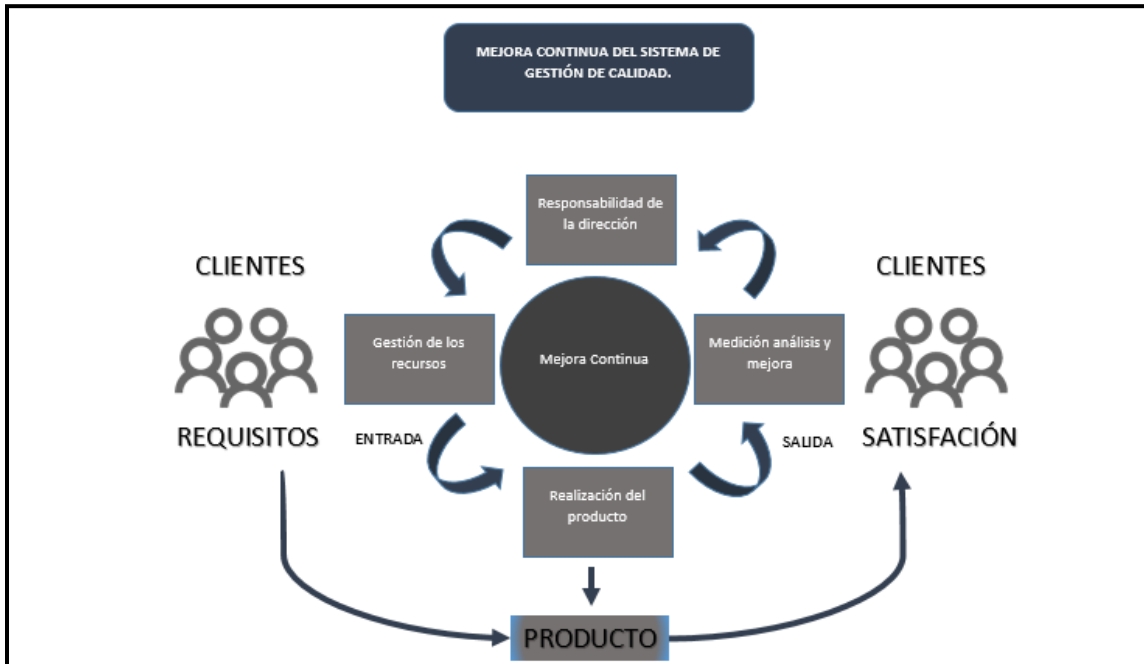 MEJORA CONTINUA DEL SISTEMA DE
GESTIÓN DE CALIDAD.
Responsabilidad de
la dirección
CLIENTES
CLIENTES
Gestión de los
recursos
Mejora Continua
Medición análisis y
mejora
REQUISITOS
ENTRADA
SALIDA
SATISFACIÓN
Realización del
producto
PRODUCTO